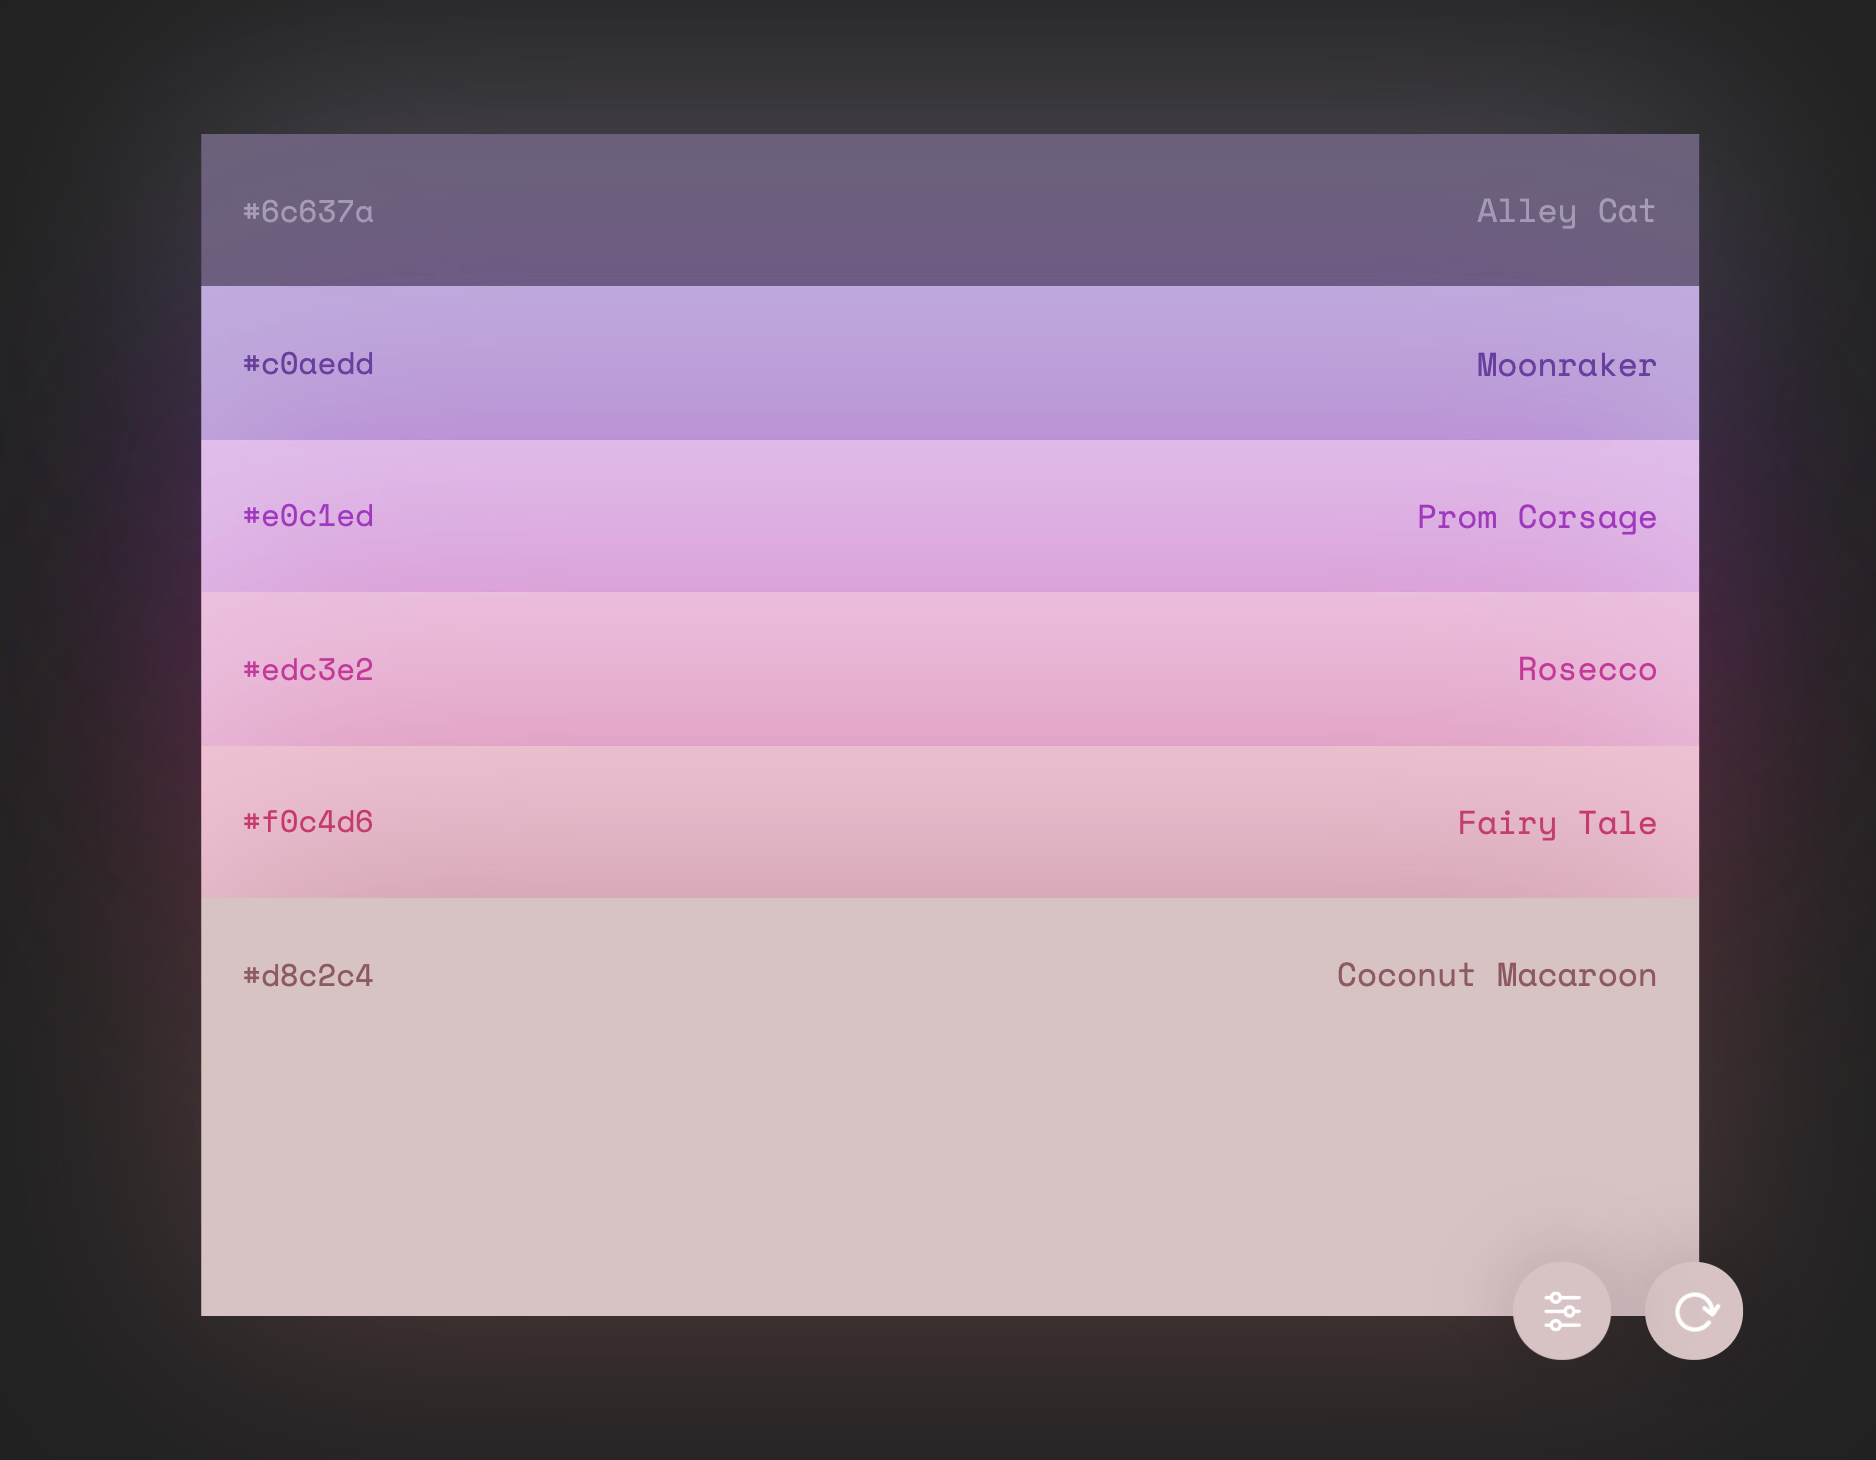 #6c637a Alley Cat
#c0aedd Moonraker
#e0c1ed Prom Corsage
#edc3e2 Rosecco
#f0c4d6 Fairy Tale
#d8c2c4 Coconut Macaroon